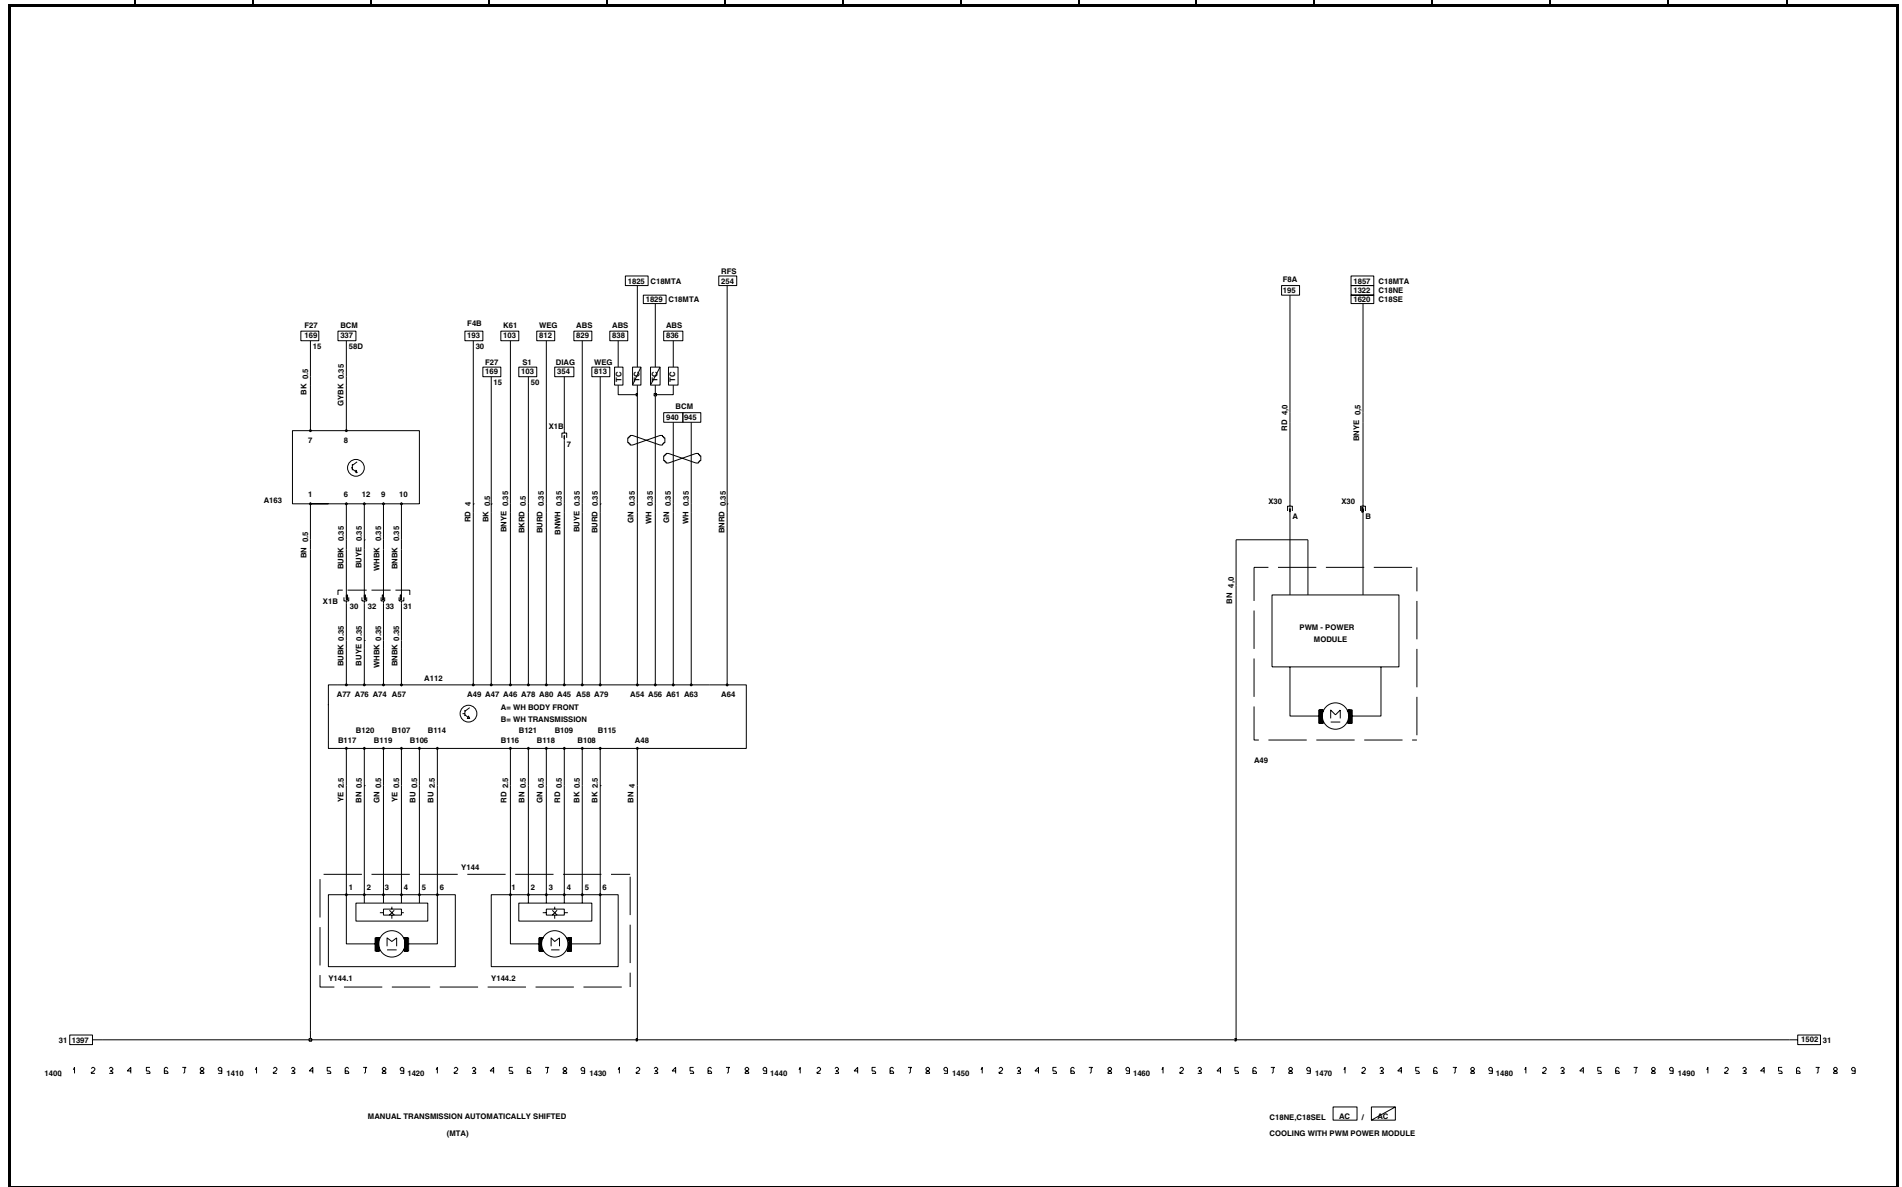 RFS
1825 C18MTA 254
1829 C18MTA
F8A 1857 C18MTA
195 1322 C18NE
1620 C18SE
F27 BCM F4B K61 WEG ABS ABS ABS
169 337 193 103 812 829 838 836
15 58D 30
F27 S1 DIAG WEG
169 103 354 813
15 50
TC TC TC TC
BCM
940 945
X1B
7
BK 0.5 GYBK 0.35
RD 4,0 BNYE 0,5
7 8
1 6 12 9 10
A163
RD 4 BK 0.5 BNYE 0.35 BKRD 0.5 BURD 0.35 BNWH 0.35 BUYE 0.35 BURD 0.35 GN 0.35 WH 0.35 GN 0.35 WH 0.35 BNRD 0.35
X30 X30
A B
BN 0.5 BUBK 0.35 BUYE 0.35 WHBK 0.35 BNBK 0.35
BN 4,0
X1B 30 32 33 31
BUBK 0.35 BUYE 0.35 WHBK 0.35 BNBK 0.35
PWM - POWER
MODULE
M
A49
A112
A77 A76 A74 A57 A49 A47 A46 A78 A80 A45 A58 A79 A54 A56 A61 A63 A64
A= WH BODY FRONT
B= WH TRANSMISSION
B120 B107 B114 B121 B109 B115
B117 B119 B106 B116 B118 B108 A48
YE 2.5 BN 0.5 GN 0.5 YE 0.5 BU 0.5 BU 2.5 RD 2.5 BN 0.5 GN 0.5 RD 0.5 BK 0.5 BK 2.5 BN 4
Y144
1 2 3 4 5 6 1 2 3 4 5 6
M M
Y144.1 Y144.2
31 1397 1502 31
1400 1 2 3 4 5 6 7 8 9 1410 1 2 3 4 5 6 7 8 9 1420 1 2 3 4 5 6 7 8 9 1430 1 2 3 4 5 6 7 8 9 1440 1 2 3 4 5 6 7 8 9 1450 1 2 3 4 5 6 7 8 9 1460 1 2 3 4 5 6 7 8 9 1470 1 2 3 4 5 6 7 8 9 1480 1 2 3 4 5 6 7 8 9 1490 1 2 3 4 5 6 7 8 9
MANUAL TRANSMISSION AUTOMATICALLY SHIFTED
(MTA)
C18NE,C18SEL AC / AC
COOLING WITH PWM POWER MODULE